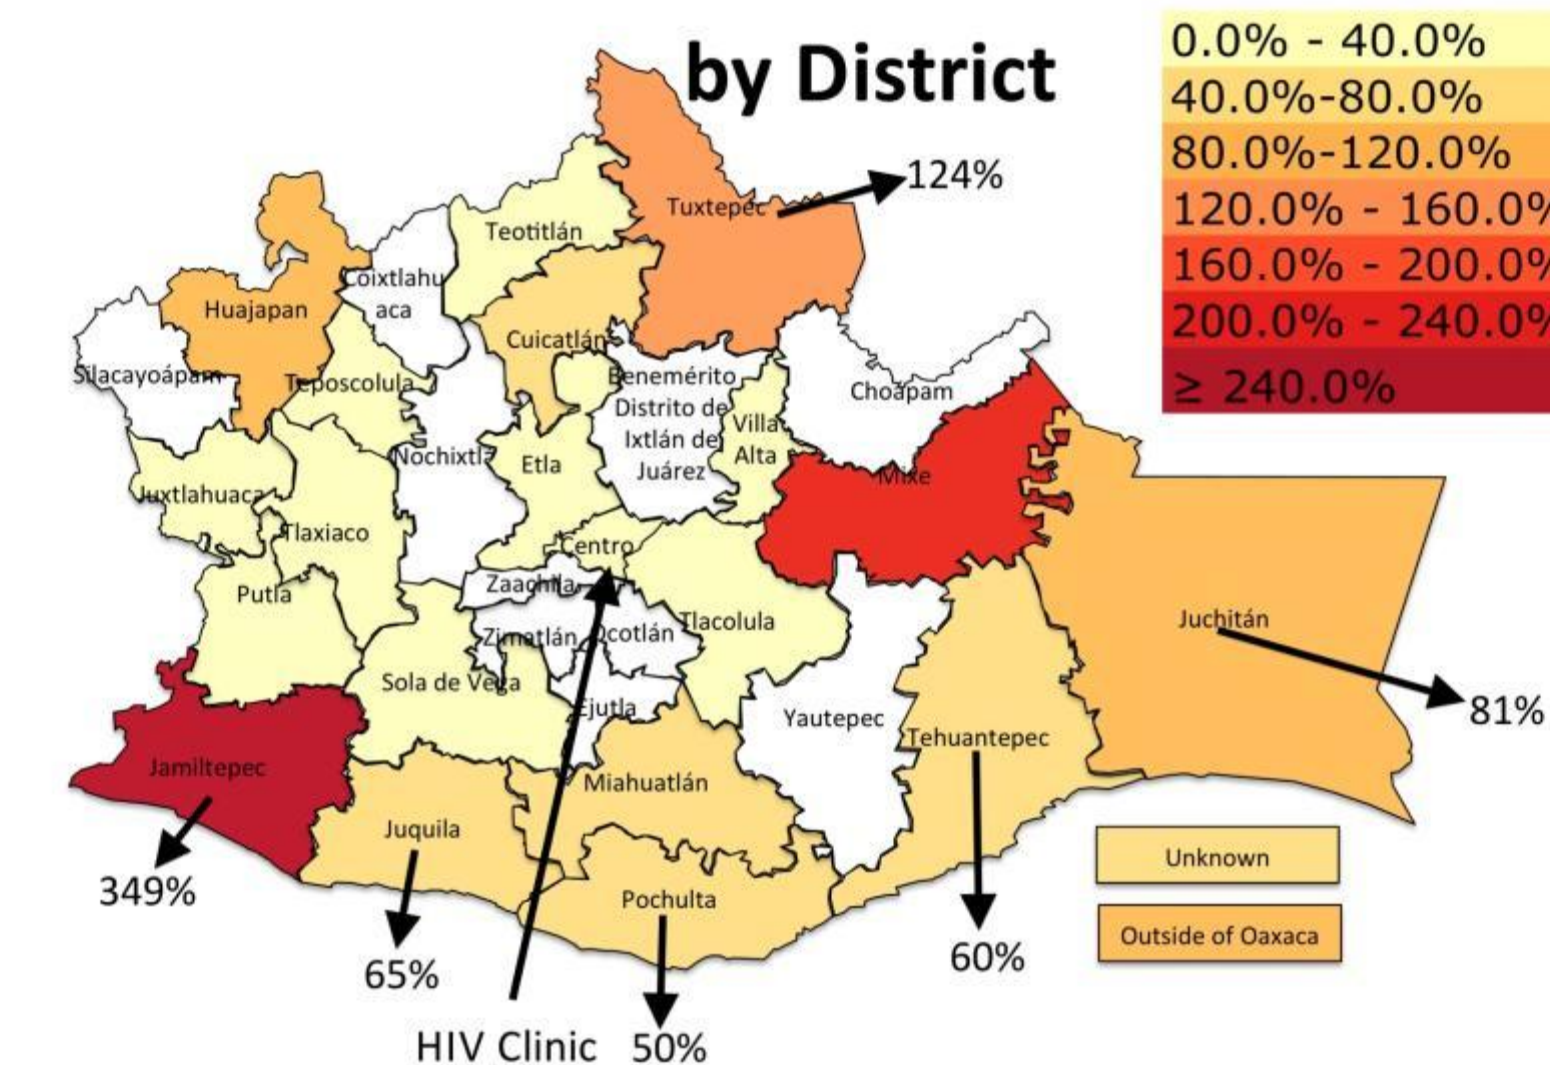 by District
0.0% - 40.0%
40.0%-80.0%
80.0%-120.0%
120.0% - 160.0%
160.0% - 200.0%
200.0% - 240.0%
≥ 240.0%
124%
Tuxtepec
Teotitlán
Coixtlahu
aca
Huajapan
Cuicatlán
Silacayoápam
Teposcolula
Benemérito
Distrito de
Ixtlán de
Juárez
Choapam
Villa
Alta
Nochixtla
Etla
Mixe
Juxtlahuaca
Tlaxiaco
Centro
Zaachila
Putla
Juchitán
Tlacolula
Zimatlán
Ocotlán
Sola de Vega
Ejutla
Yautepec
81%
Tehuantepec
Jamiltepec
Miahuatlán
Juquila
Unknown
349%
Pochulta
Outside of Oaxaca
65%
60%
HIV Clinic
50%